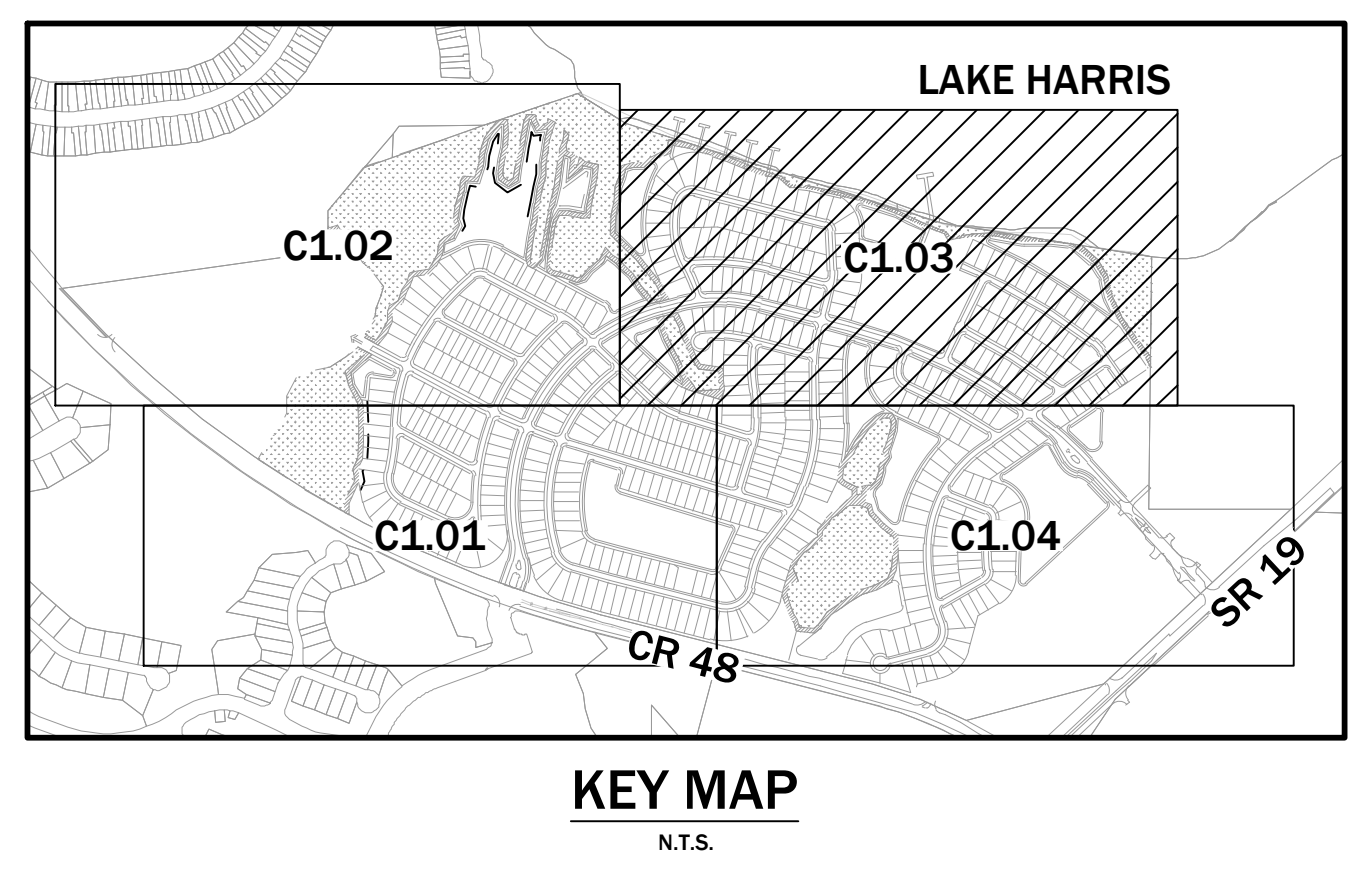 LAKE HARRIS
C1.02
C1.03
C1.01
C1.04
SR 19
CR 48
KEY MAP
N.T.S.